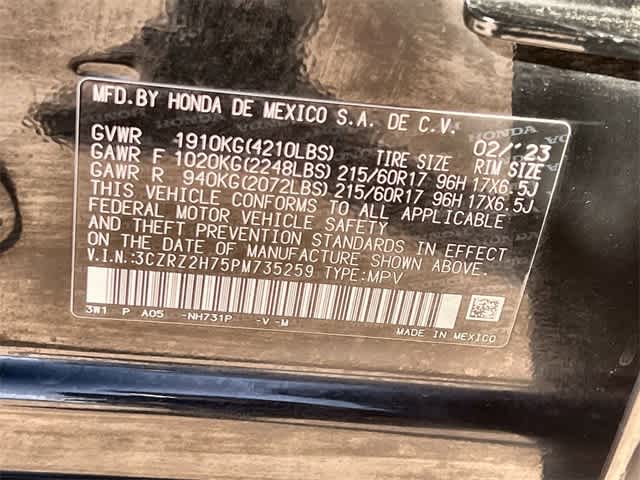 MFD.BY HONDA DE MEXICO S.A. DE C.V.
02/'23
GVWR 1910KG(4210LBS) TIRE SIZE RIM SIZE
GAWR F 1020KG(2248LBS) 215/60R17 96H 17X6.5J
GAWR R 940KG(2072LBS) 215/60R17 96H 17X6.5J
THIS VEHICLE CONFORMS TO ALL APPLICABLE
FEDERAL MOTOR VEHICLE SAFETY
AND THEFT PREVENTION STANDARDS IN EFFECT
ON THE DATE OF MANUFACTURE SHOWN ABOVE.
V.I.N.:3CZRZ2H75PM735259 TYPE:MPV
3W1 P A05 -NH731P -V-M
MADE IN MEXICO
HONDA